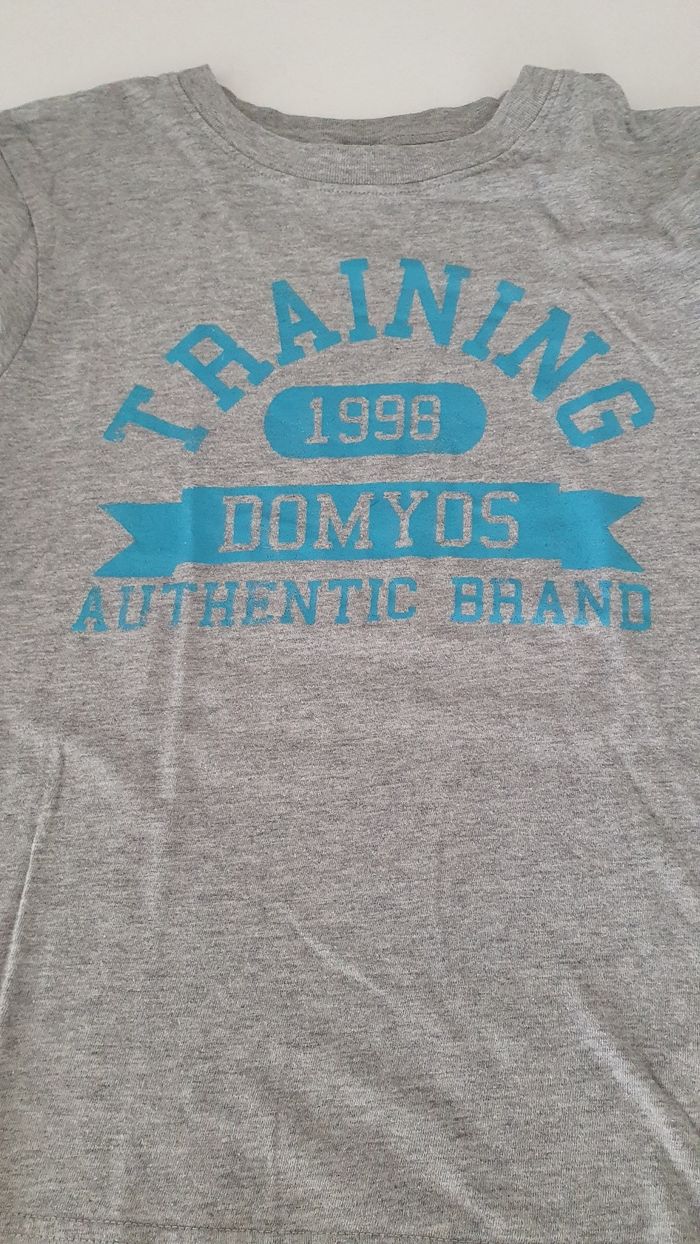 TRAINING
1998
DOMYOS
AUTHENTIC BRAND